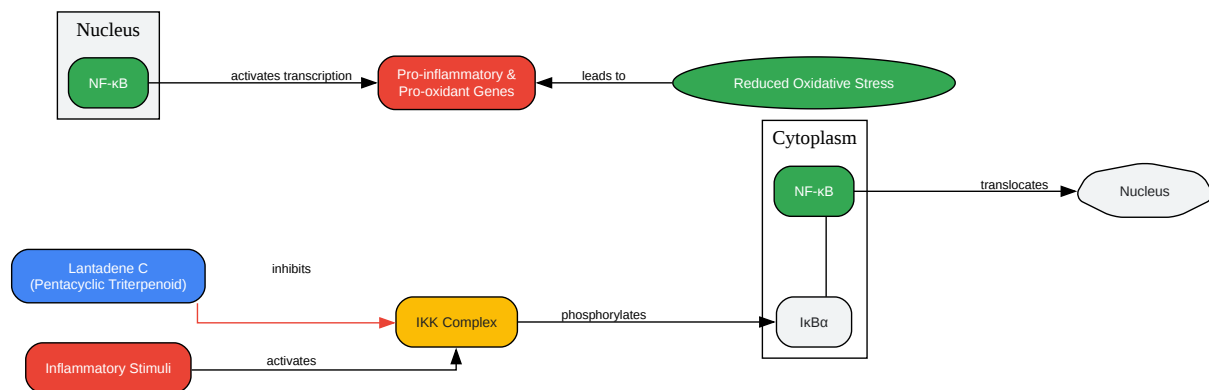 Nucleus
NF-κB
activates transcription
Pro-inflammatory &
Pro-oxidant Genes
leads to
Reduced Oxidative Stress
Cytoplasm
NF-κB
translocates
Nucleus
Lantadene C
(Pentacyclic Triterpenoid)
inhibits
IKK Complex
phosphorylates
IκBα
Inflammatory Stimuli
activates